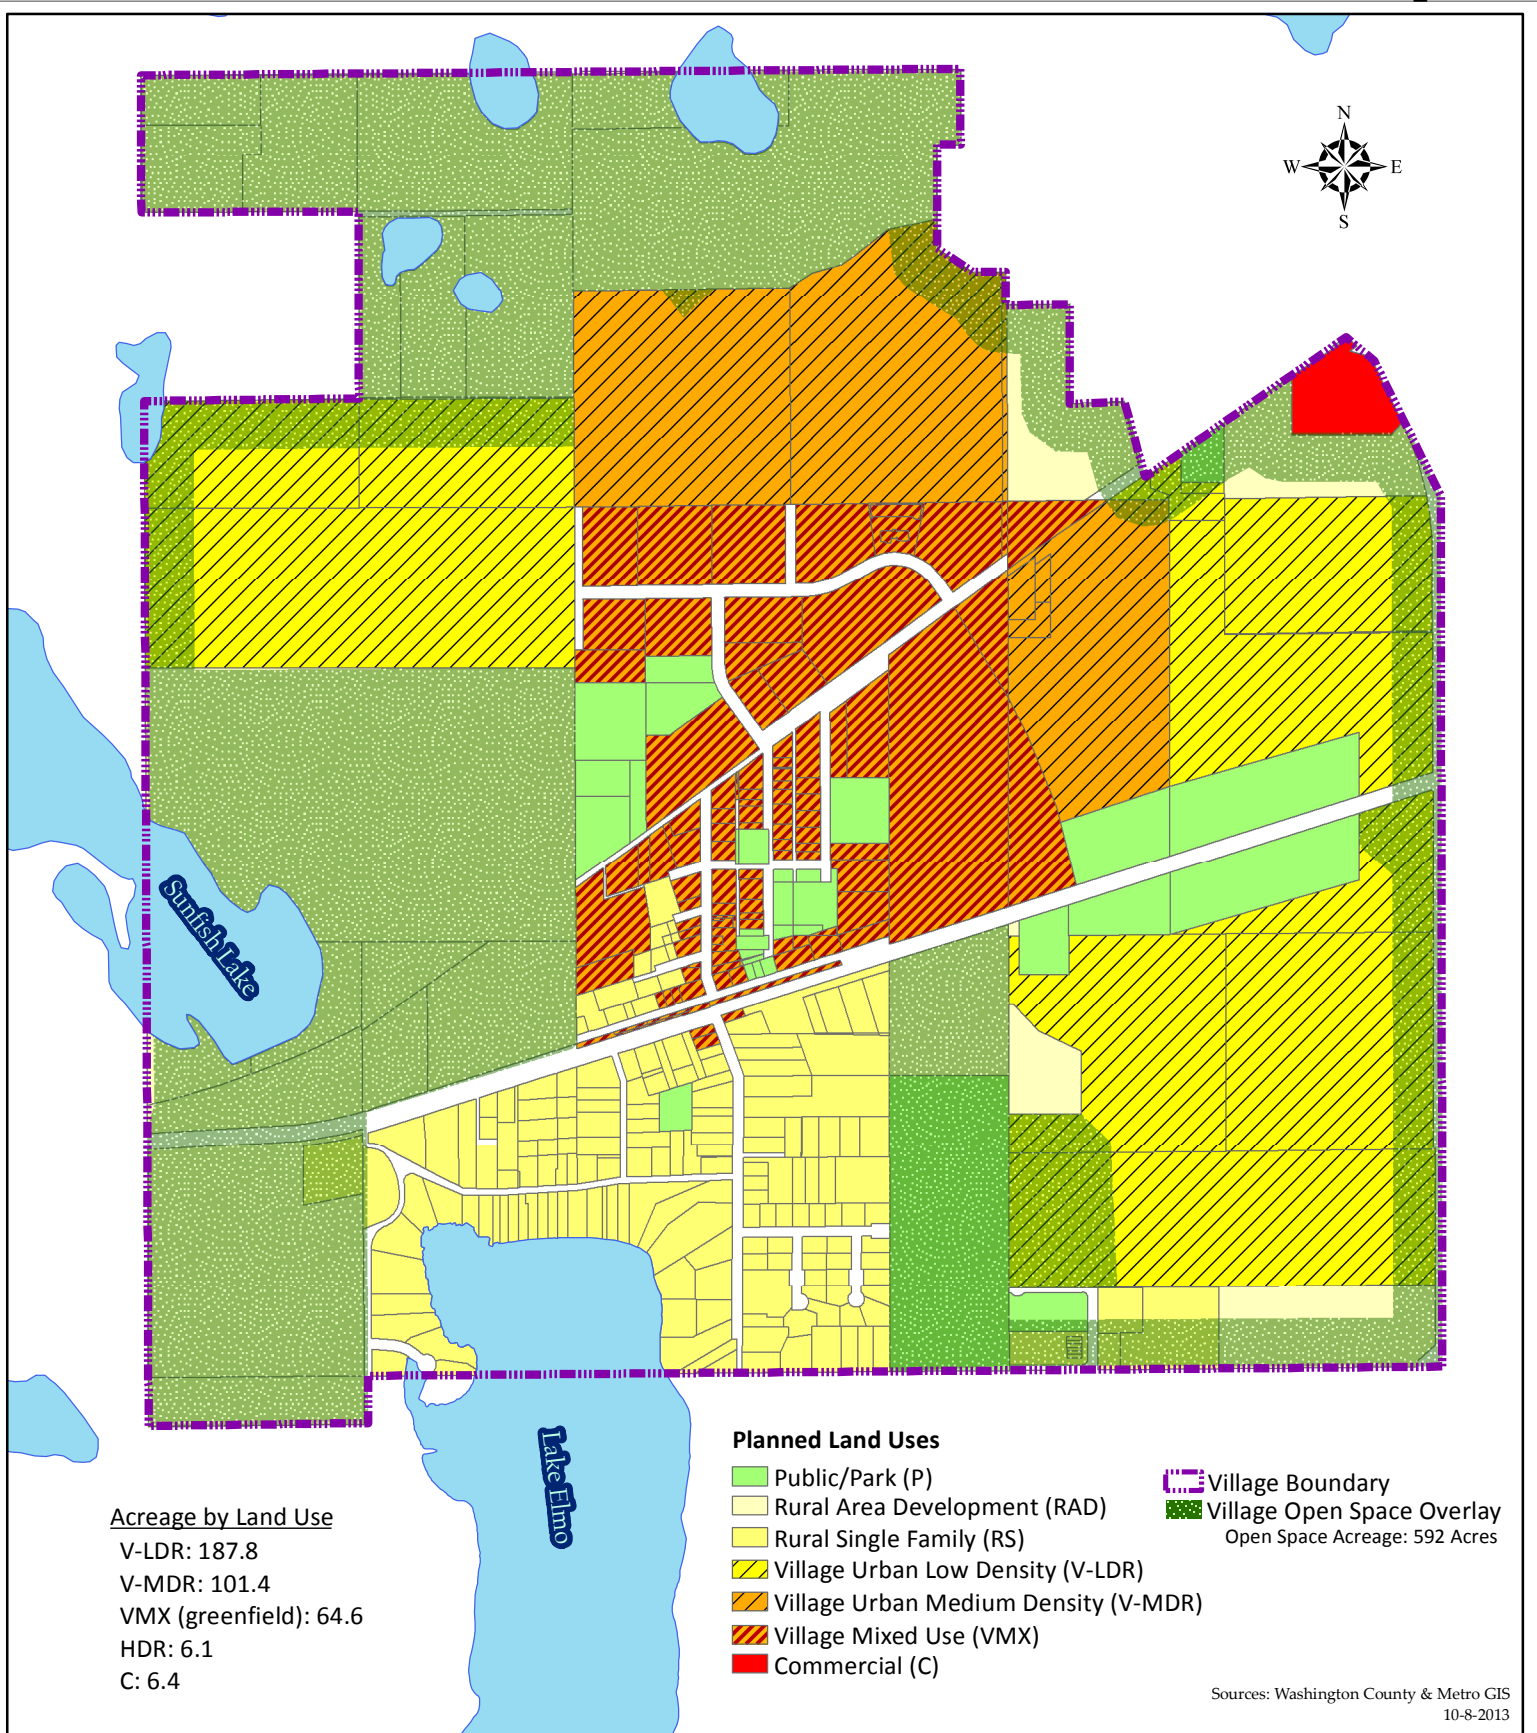 N
W E
S
Sunfish Lake
Lake Elmo
Planned Land Uses
Public/Park (P)
Rural Area Development (RAD)
Rural Single Family (RS)
Village Urban Low Density (V-LDR)
Village Urban Medium Density (V-MDR)
Village Mixed Use (VMX)
Commercial (C)
Village Boundary
Village Open Space Overlay
Open Space Acreage: 592 Acres
Acreage by Land Use
V-LDR: 187.8
V-MDR: 101.4
VMX (greenfield): 64.6
HDR: 6.1
C: 6.4
Sources: Washington County & Metro GIS
10-8-2013